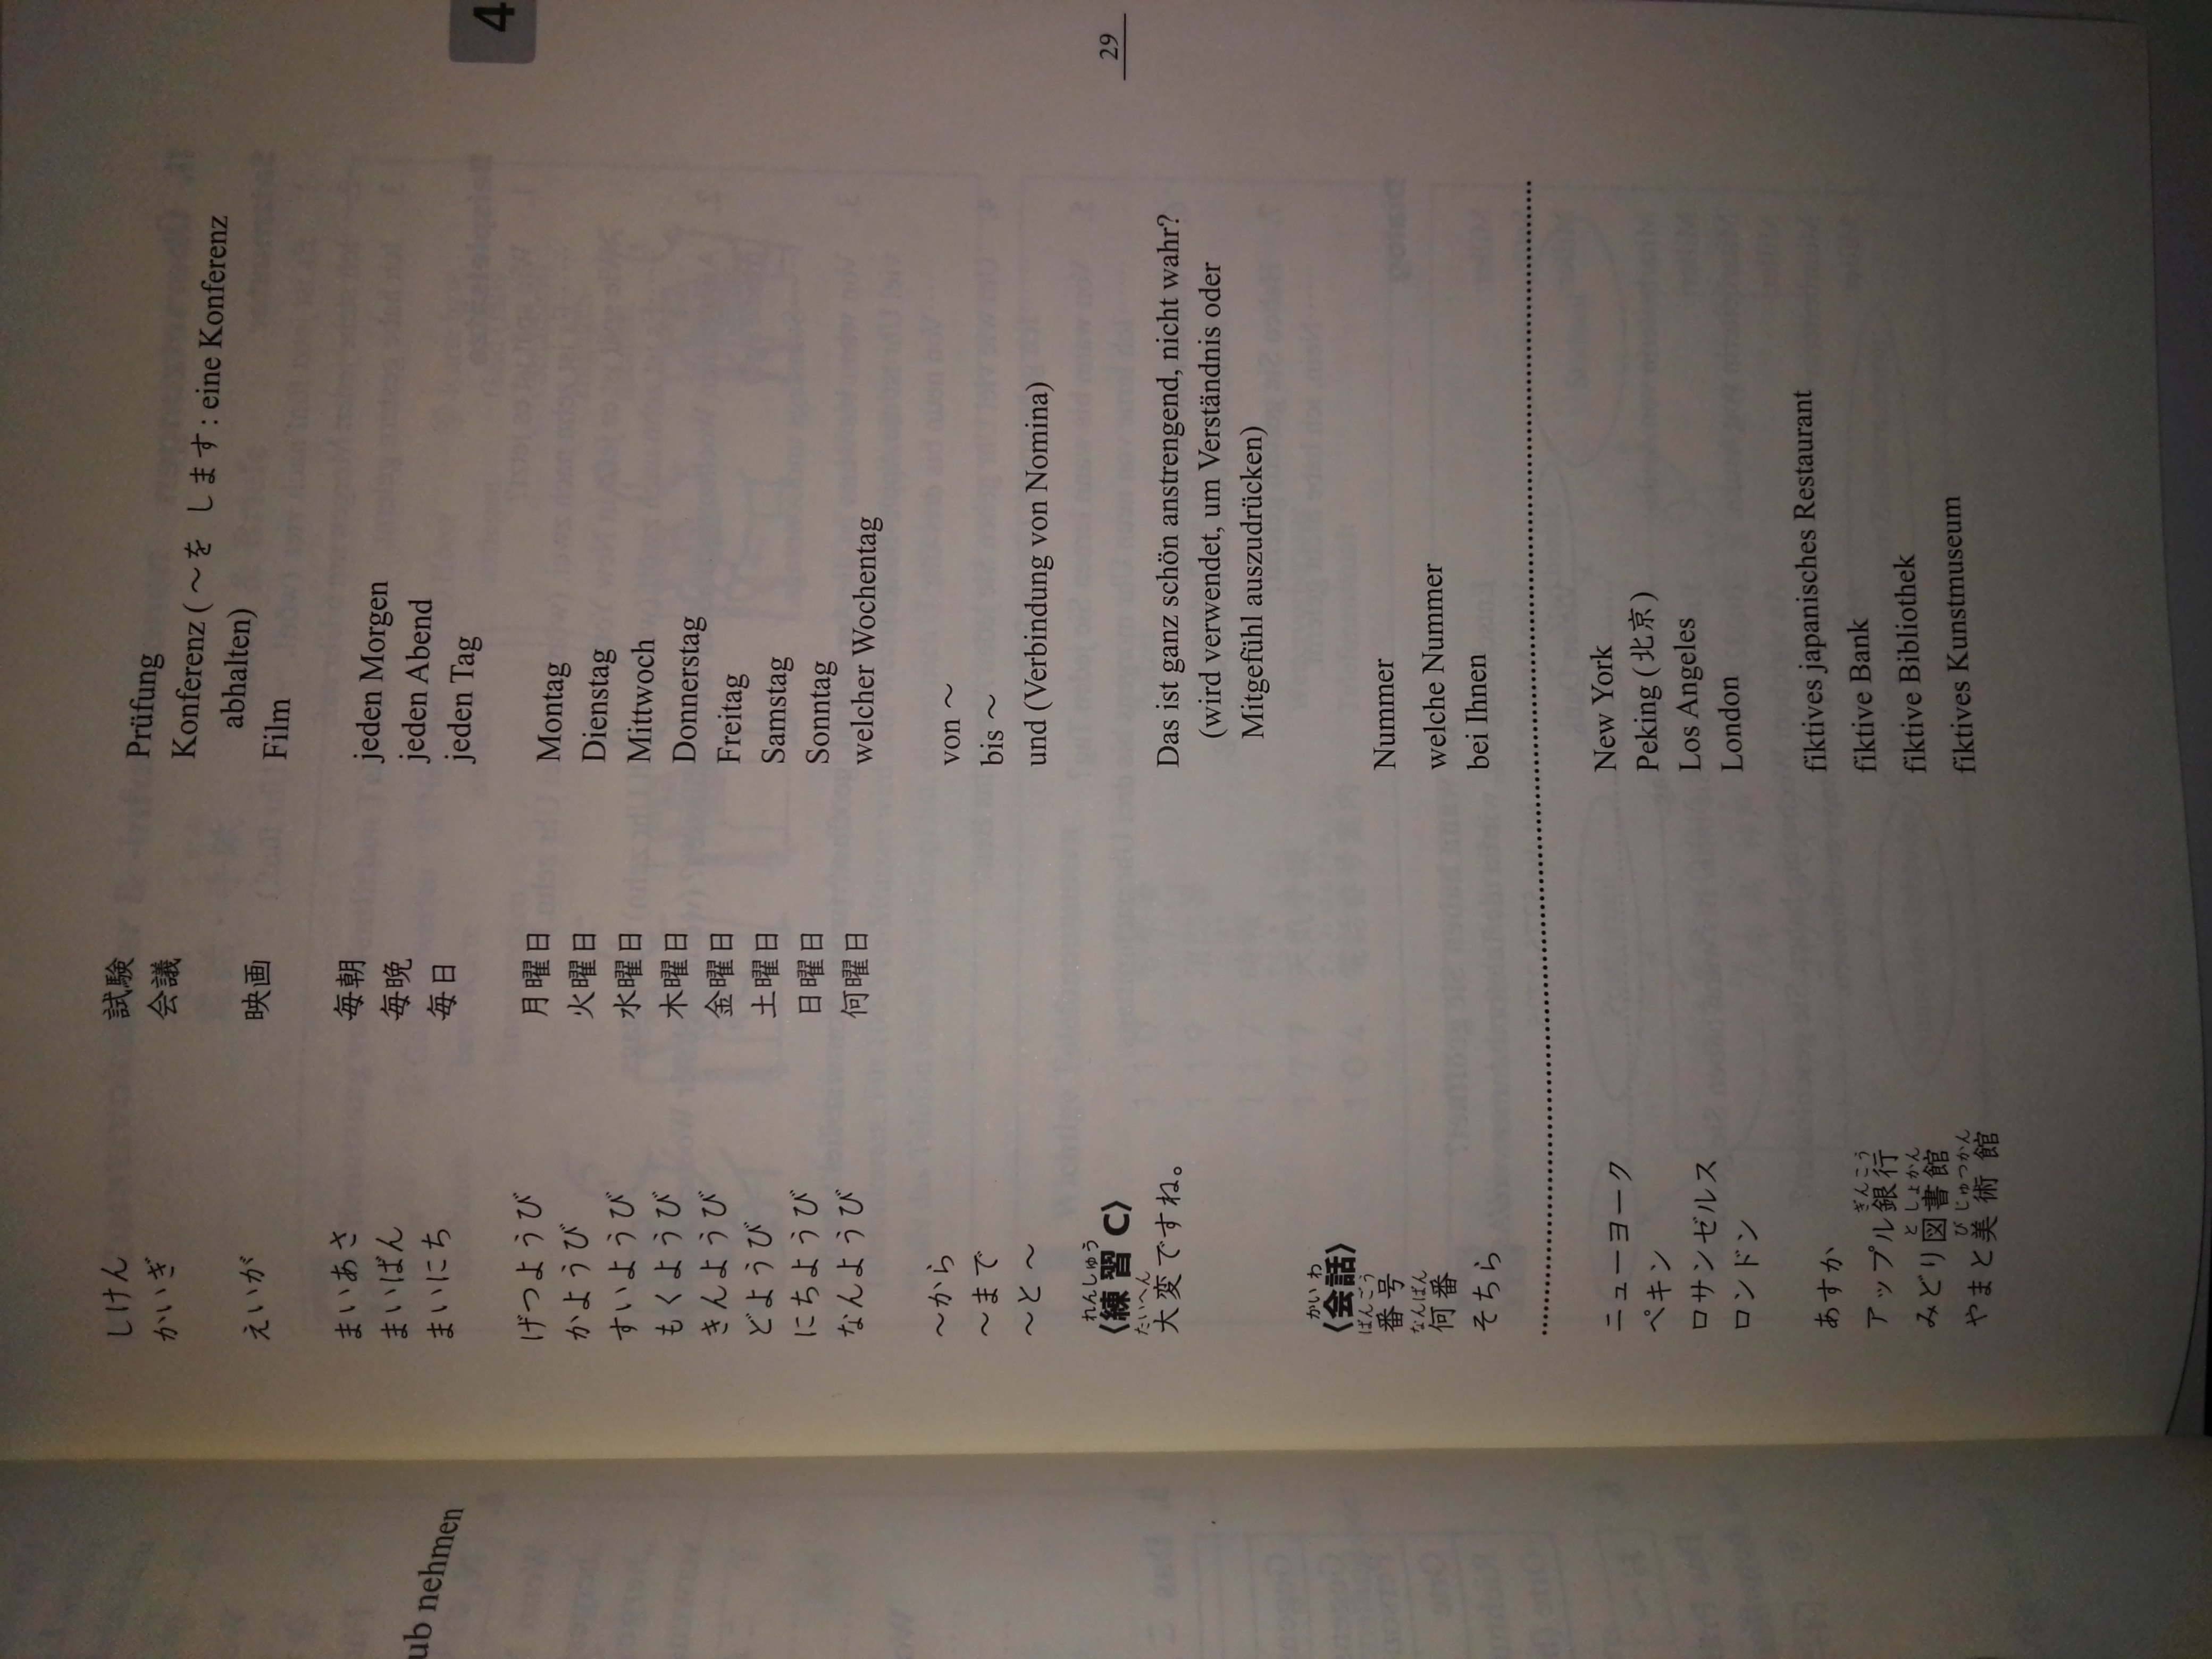 ub nehmen
しけん 試験 Prüfung
かいぎ 会議 Konferenz ( ～を します: eine Konferenz
abhalten)
えいが 映画 Film
まいあさ 毎朝 jeden Morgen
まいばん 毎晩 jeden Abend
まいにち 毎日 jeden Tag
4
げつようび 月曜日 Montag
かようび 火曜日 Dienstag
すいようび 水曜日 Mittwoch
もくようび 木曜日 Donnerstag
きんようび 金曜日 Freitag
どようび 土曜日 Samstag
にちようび 日曜日 Sonntag
なんようび 何曜日 welcher Wochentag
～から von ～
～まで bis ～
～と ～ und (Verbindung von Nomina)
29
れんしゅう
〈練習 C〉
たいへん
大変ですね。 Das ist ganz schön anstrengend, nicht wahr?
(wird verwendet, um Verständnis oder
Mitgefühl auszudrücken)
かい わ
〈会話〉
ばんごう
番号 Nummer
なんばん
何番 welche Nummer
そちら bei Ihnen
ニューヨーク New York
ペキン Peking (北京)
ロサンゼルス Los Angeles
ロンドン London
あすか fiktives japanisches Restaurant
ぎんこう
アップル銀行 fiktive Bank
と しょかん
みどり図書館 fiktive Bibliothek
び じゅつかん
やまと美術館 fiktives Kunstmuseum